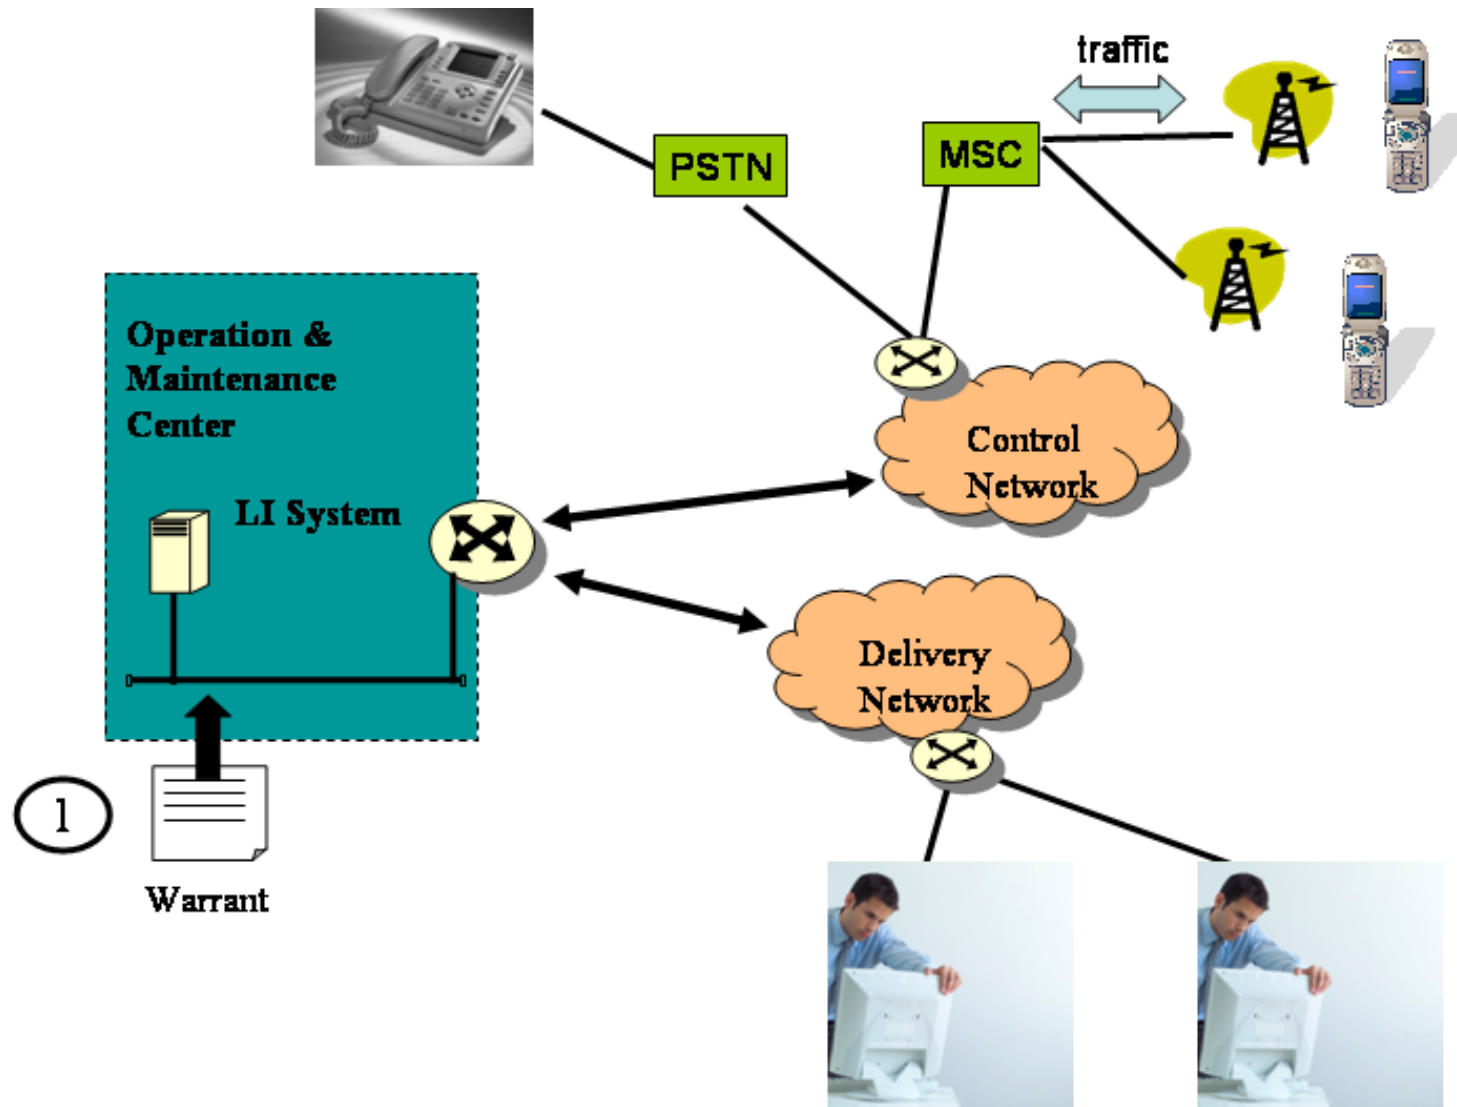 traffic
PSTN
MSC
Operation &
Maintenance
Center
LI System
Control
Network
Delivery
Network
1
Warrant